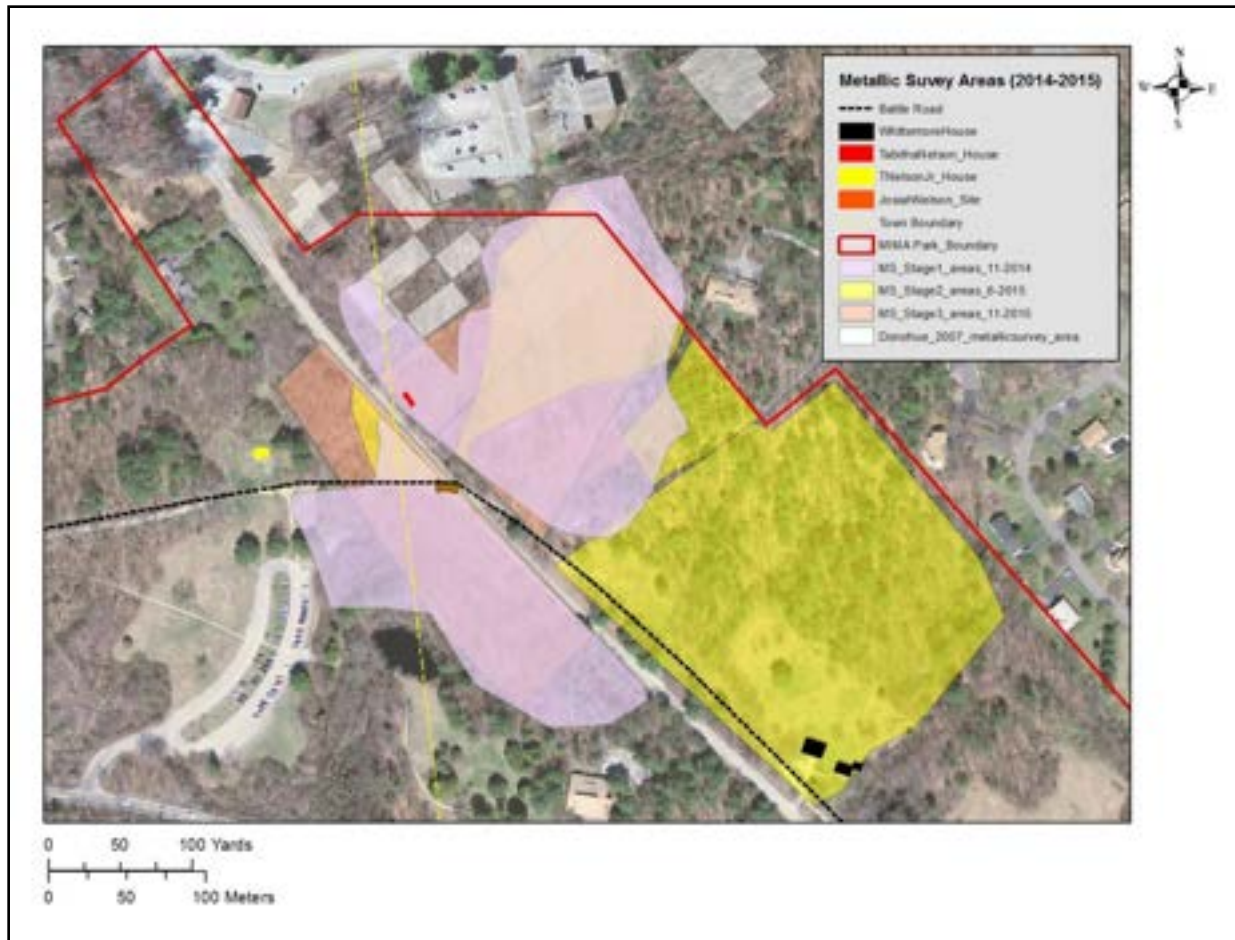 N
W E
S
Metallic Suvey Areas (2014-2015)
Battle Road
WhittemoreHouse
TabithaNelson_House
TNelsonJr_House
JosiahNelson_Site
Town Boundary
MIMA Park_Boundary
MS_Stage1_areas_11-2014
MS_Stage2_areas_6-2015
MS_Stage3_areas_11-2015
Donohue_2007_metallicsurvey_area
0 50 100 Yards
0 50 100 Meters